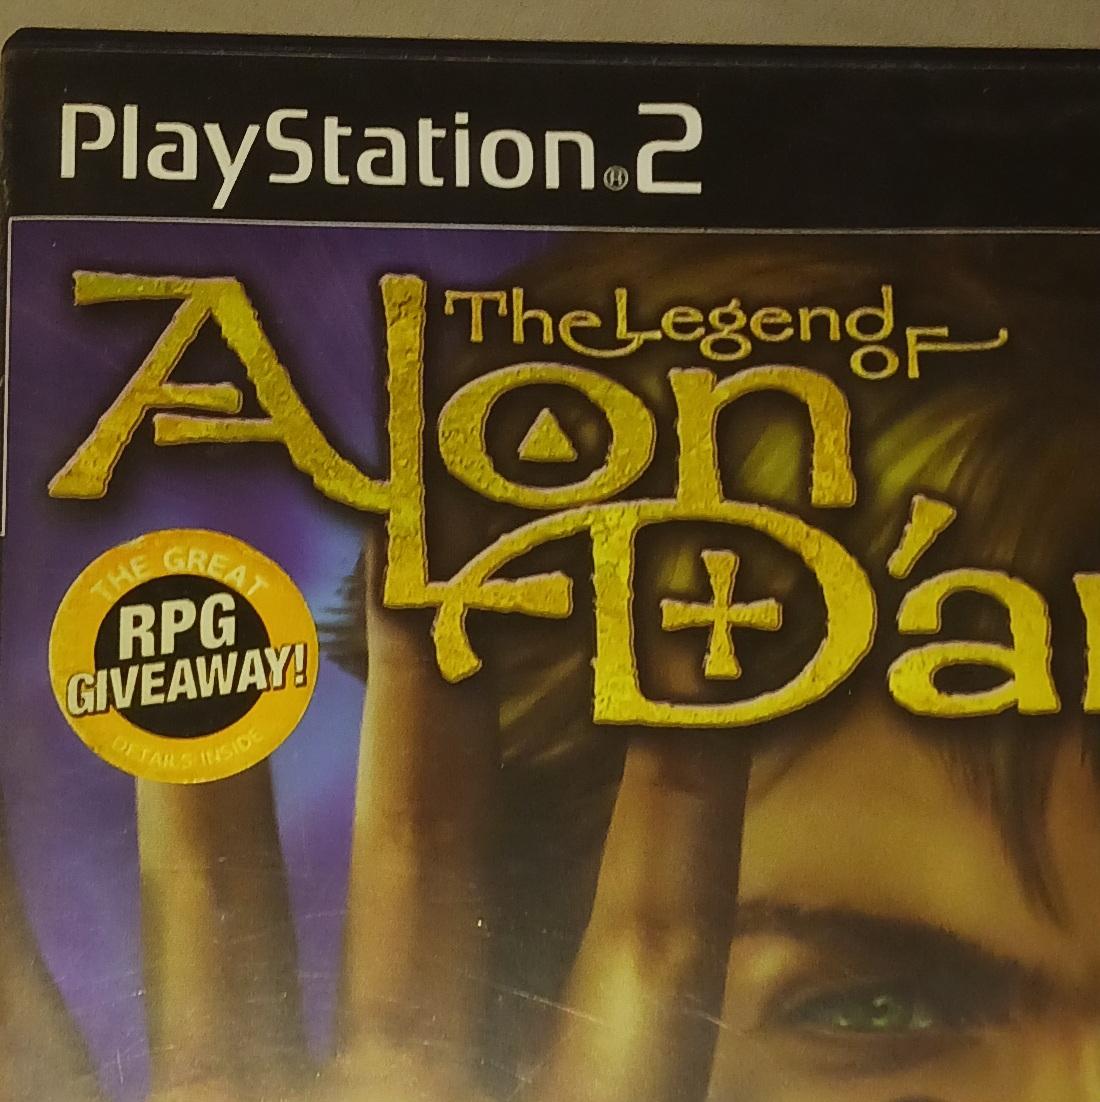 PlayStation®2
The Legend of
Alon
D'a
THE GREAT
RPG
GIVEAWAY!
DETAILS INSIDE